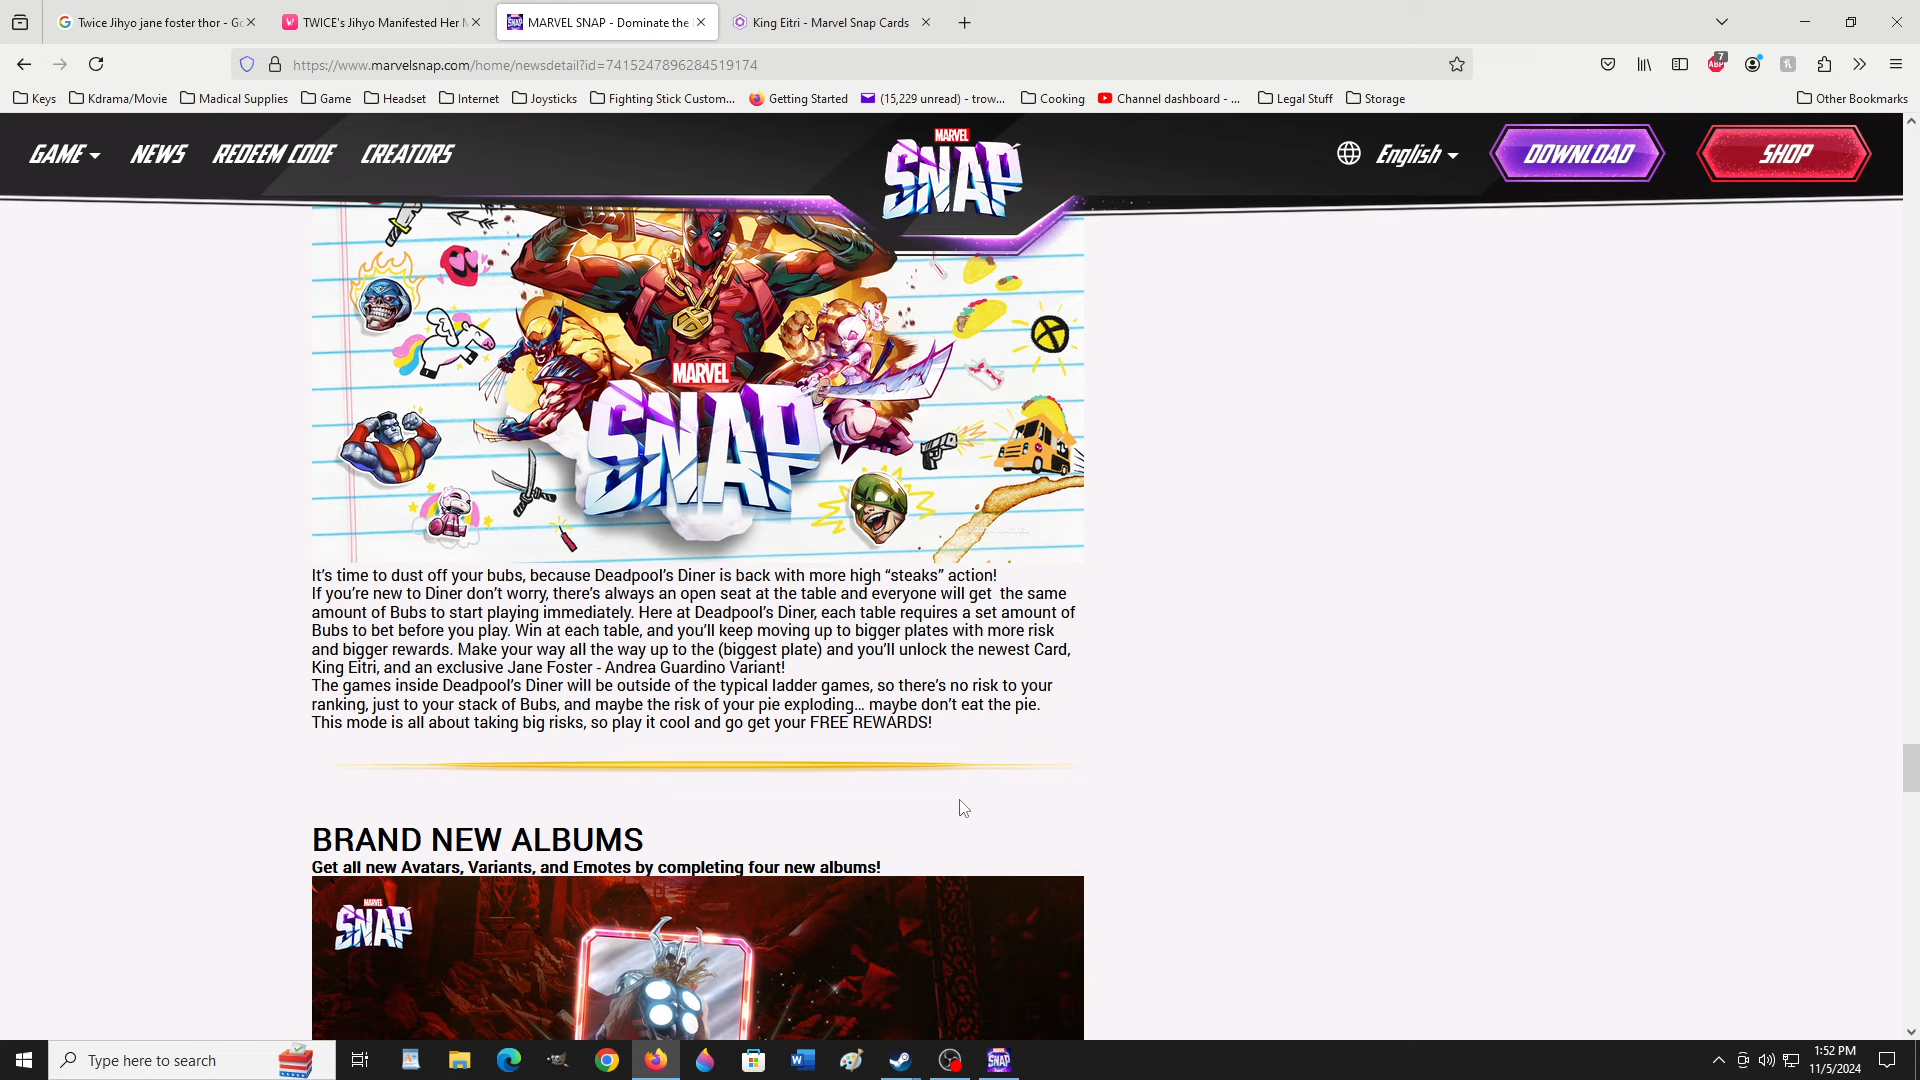 Twice Jihyo jane foster thor - Go
TWICE's Jihyo Manifested Her M
MARVEL SNAP - Dominate the
King Eitri - Marvel Snap Cards
https://www.marvelsnap.com/home/newsdetail?id=7415247896284519174
7
ABP
Keys
Kdrama/Movie
Madical Supplies
Game
Headset
Internet
Joysticks
Fighting Stick Custom...
Getting Started
(15,229 unread) - trow...
Cooking
Channel dashboard - ...
Legal Stuff
Storage
Other Bookmarks
GAME
NEWS
REDEEM CODE
CREATORS
MARVEL
SNAP
English
DOWNLOAD
SHOP
MARVEL
SNAP
It's time to dust off your bubs, because Deadpool's Diner is back with more high “steaks” action!
If you're new to Diner don't worry, there's always an open seat at the table and everyone will get  the same
amount of Bubs to start playing immediately. Here at Deadpool's Diner, each table requires a set amount of
Bubs to bet before you play. Win at each table, and you'll keep moving up to bigger plates with more risk
and bigger rewards. Make your way all the way up to the (biggest plate) and you'll unlock the newest Card,
King Eitri, and an exclusive Jane Foster - Andrea Guardino Variant!
The games inside Deadpool's Diner will be outside of the typical ladder games, so there's no risk to your
ranking, just to your stack of Bubs, and maybe the risk of your pie exploding... maybe don't eat the pie.
This mode is all about taking big risks, so play it cool and go get your FREE REWARDS!
BRAND NEW ALBUMS
Get all new Avatars, Variants, and Emotes by completing four new albums!
MARVEL
SNAP
Type here to search
1:52 PM
11/5/2024